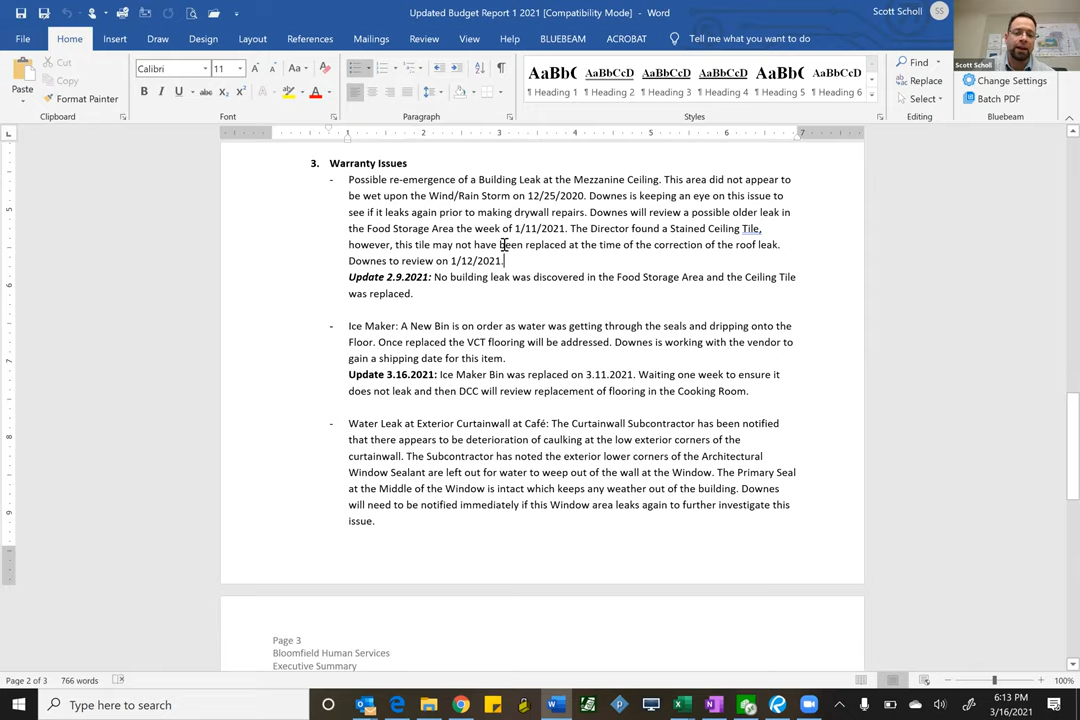 Updated Budget Report 1 2021 [Compatibility Mode] - Word
Scott Scholl
SS
File Home Insert Draw Design Layout References Mailings Review View Help BLUEBEAM ACROBAT Tell me what you want to do
Scott Scholl
Paste
Cut
Copy
Format Painter
Clipboard
Calibri 11
Font
Paragraph
AaBbC AaBbCcD AaBbCcD AaBbCcD AaBbC AaBbCcD
¶ Heading 1 ¶ Heading 2 ¶ Heading 3 ¶ Heading 4 ¶ Heading 5 ¶ Heading 6
Styles
Find
Replace
Select
Editing
Change Settings
Batch PDF
Bluebeam
3. Warranty Issues
- Possible re-emergence of a Building Leak at the Mezzanine Ceiling. This area did not appear to
be wet upon the Wind/Rain Storm on 12/25/2020. Downes is keeping an eye on this issue to
see if it leaks again prior to making drywall repairs. Downes will review a possible older leak in
the Food Storage Area the week of 1/11/2021. The Director found a Stained Ceiling Tile,
however, this tile may not have been replaced at the time of the correction of the roof leak.
Downes to review on 1/12/2021.
Update 2.9.2021: No building leak was discovered in the Food Storage Area and the Ceiling Tile
was replaced.
- Ice Maker: A New Bin is on order as water was getting through the seals and dripping onto the
Floor. Once replaced the VCT flooring will be addressed. Downes is working with the vendor to
gain a shipping date for this item.
Update 3.16.2021: Ice Maker Bin was replaced on 3.11.2021. Waiting one week to ensure it
does not leak and then DCC will review replacement of flooring in the Cooking Room.
- Water Leak at Exterior Curtainwall at Café: The Curtainwall Subcontractor has been notified
that there appears to be deterioration of caulking at the low exterior corners of the
curtainwall. The Subcontractor has noted the exterior lower corners of the Architectural
Window Sealant are left out for water to weep out of the wall at the Window. The Primary Seal
at the Middle of the Window is intact which keeps any weather out of the building. Downes
will need to be notified immediately if this Window area leaks again to further investigate this
issue.
Page 3
Bloomfield Human Services
Executive Summary
Page 2 of 3 766 words
100%
Type here to search
6:13 PM
3/16/2021